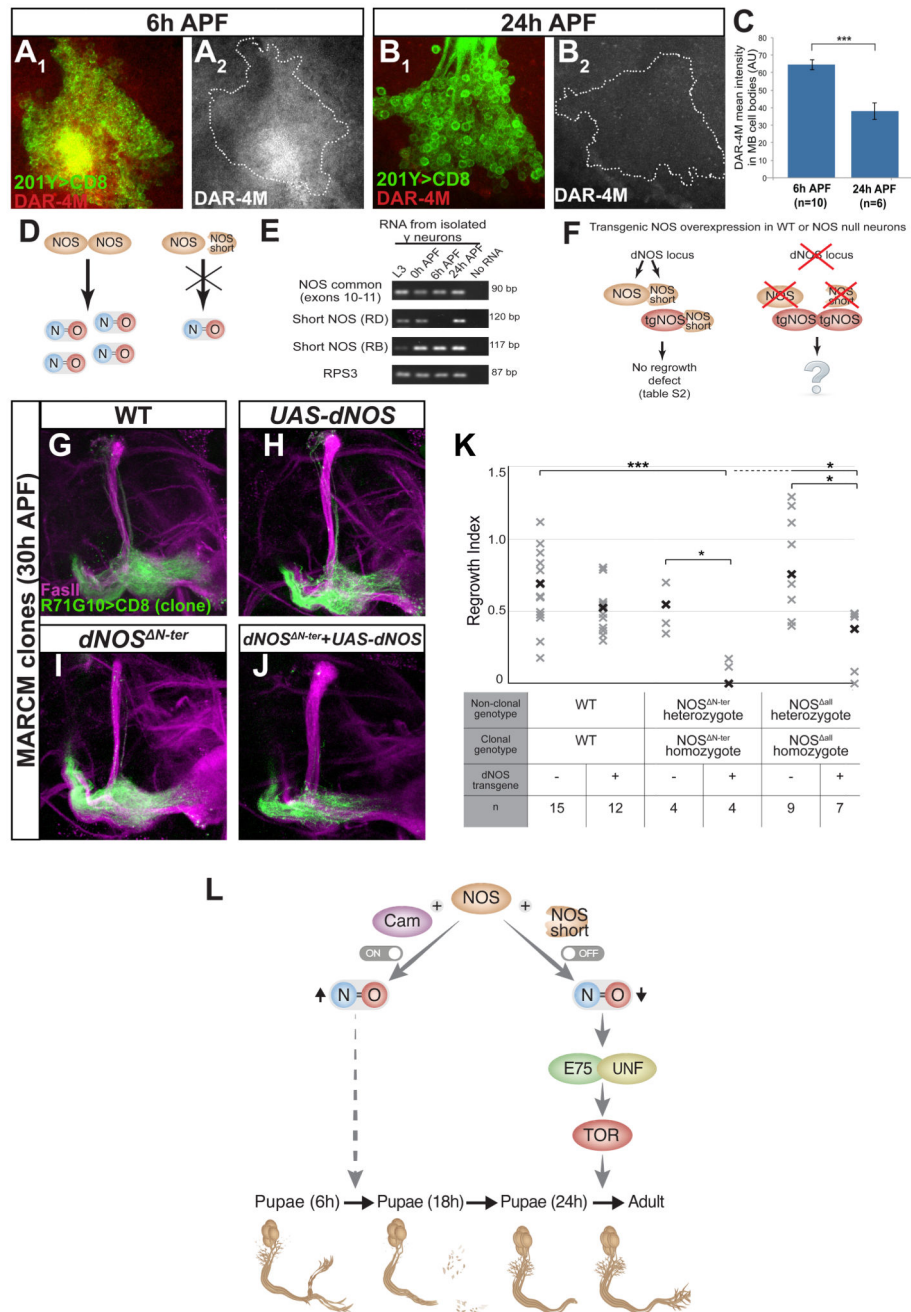 6h APF
24h APF
A1
201Y>CD8
DAR-4M
A2
DAR-4M
B1
201Y>CD8
DAR-4M
B2
DAR-4M
C
DAR-4M mean intensity
in MB cell bodies (AU)
80
70
60
50
40
30
20
10
0
***
6h APF
(n=10)
24h APF
(n=6)
D
NOS NOS
NOS NOS short
N=O N=O
N=O N=O
N=O
E
RNA from isolated
γ neurons
L3 0h APF 6h APF 24h APF No RNA
NOS common
(exons 10-11)
90 bp
Short NOS (RD)
120 bp
Short NOS (RB)
117 bp
RPS3
87 bp
F
Transgenic NOS overexpression in WT or NOS null neurons
dNOS locus
NOS NOS short
tgNOS NOS short
No regrowth
defect
(table S2)
dNOS locus
NOS NOS short
tgNOS tgNOS
?
MARCM clones (30h APF)
WT
G
FasII
R71G10>CD8 (clone)
UAS-dNOS
H
dNOSΔN-ter
I
dNOSΔN-ter+UAS-dNOS
J
K
Regrowth Index
1.5
1.0
0.5
0
***
*
*
*
Non-clonal genotype WT NOSΔN-ter heterozygote NOSΔall heterozygote
Clonal genotype WT NOSΔN-ter homozygote NOSΔall homozygote
dNOS transgene - + - + - +
n 15 12 4 4 9 7
L
Cam + NOS + NOS short
ON
OFF
N=O
N=O
E75 UNF
TOR
Pupae (6h) Pupae (18h) Pupae (24h) Adult